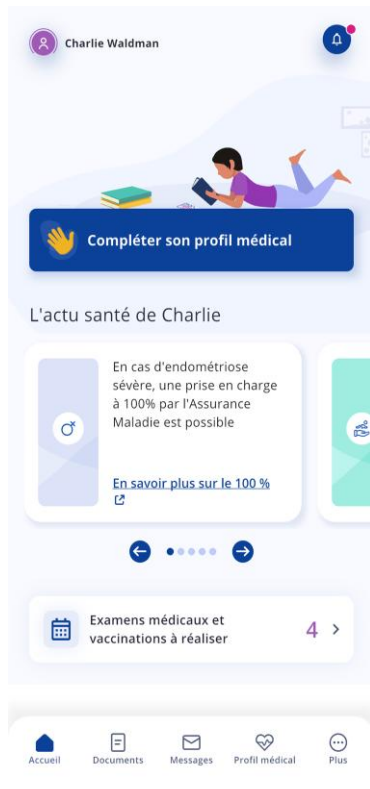 Charlie Waldman
Compléter son profil médical
L'actu santé de Charlie
En cas d'endométriose
sévère, une prise en charge
à 100% par l'Assurance
Maladie est possible
En savoir plus sur le 100 %
Examens médicaux et
vaccinations à réaliser
4
Accueil
Documents
Messages
Profil médical
Plus